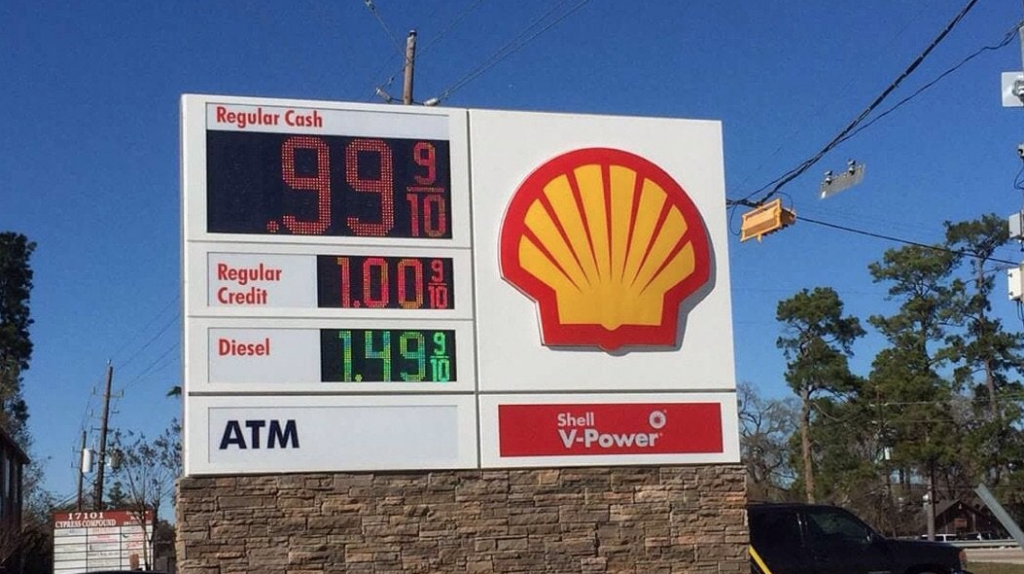 Regular Cash
.99 9/10
Regular
Credit
1.00 9/10
Diesel
1.49 9/10
ATM
Shell
V-Power
17101
CYPRESS COMPOUND